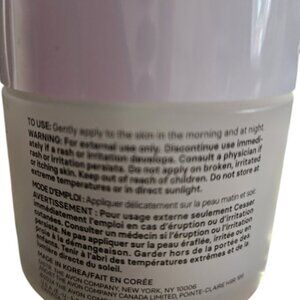 TO USE: Gently apply to the skin in the morning and at night.
WARNING: For external use only. Discontinue use immedi-
ately if a rash or irritation develops. Consult a physician if
rash or irritation persists. Do not apply on broken, irritated
or itching skin. Keep out of reach of children. Do not store at
extreme temperatures or in direct sunlight.
MODE D'EMPLOI : Appliquer délicatement sur la peau matin et soir.
AVERTISSEMENT : Pour usage externe seulement Cesser
immédiatement l'emploi en cas d'éruption ou d'irritation
cutanée. Consulter un médecin si l'éruption ou l'irritation
persiste. Ne pas appliquer sur la peau éraflée, irritée ou en
proie à la démangeaison. Garder hors de la portée des
enfants. Tenir à l'abri des températures extrêmes et de la
lumière directe du soleil.
MADE IN KOREA/FAIT EN CORÉE
THE AVON COMPANY, NEW YORK, NY 10006
THE AVON COMPANY CANADA LIMITED, POINTE-CLAIRE